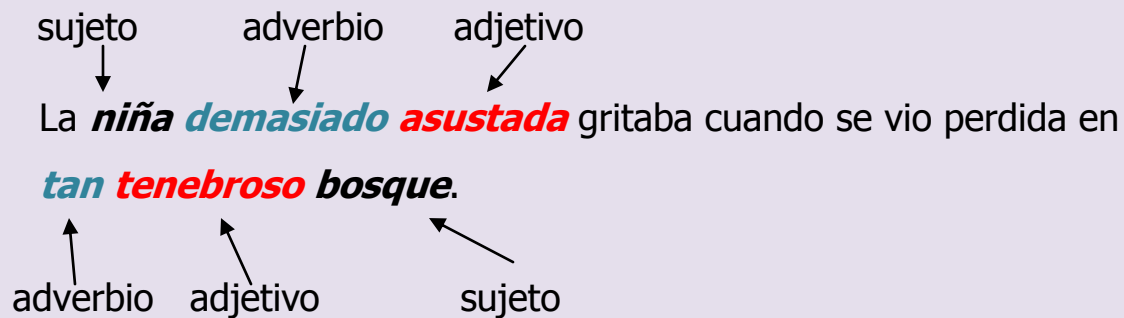 sujeto adverbio adjetivo
La niña demasiado asustada gritaba cuando se vio perdida en
tan tenebroso bosque.
adverbio adjetivo sujeto